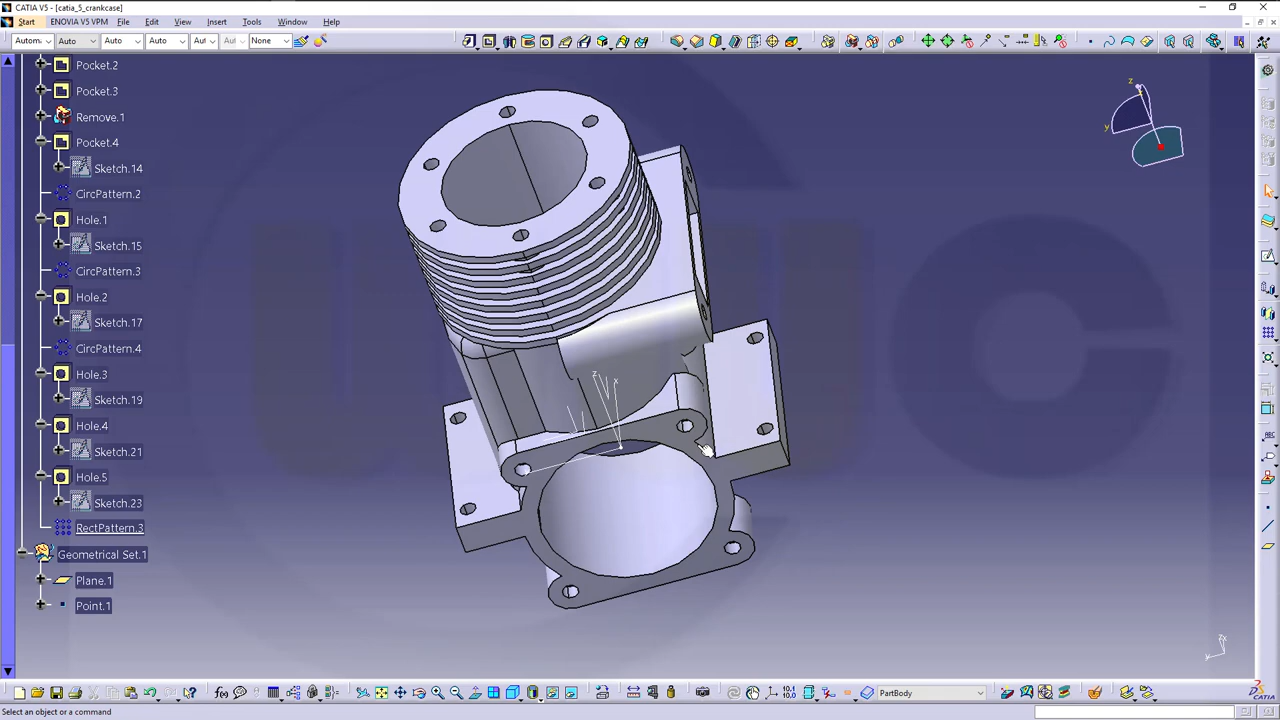 CATIA V5 - [catia_5_crankcase]
Start
ENOVIA V5 VPM
File
Edit
View
Insert
Tools
Window
Help
Autom
Auto
Auto
Auto
Aut
Aut
None
Pocket.2
Pocket.3
Remove.1
Pocket.4
Sketch.14
CircPattern.2
Hole.1
Sketch.15
CircPattern.3
Hole.2
Sketch.17
CircPattern.4
Hole.3
Sketch.19
Hole.4
Sketch.21
Hole.5
Sketch.23
RectPattern.3
Geometrical Set.1
Plane.1
Point.1
z
y
z
x
PartBody
Select an object or a command
CATIA